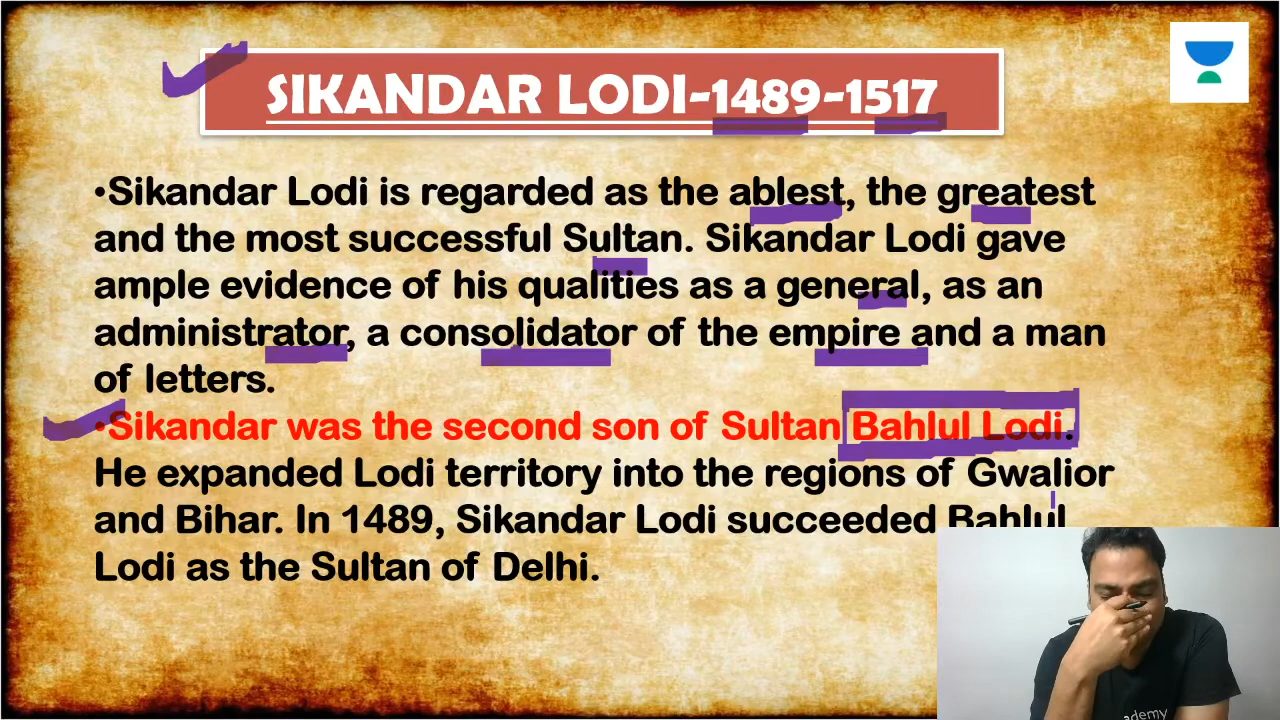 SIKANDAR LODI-1489-1517
•Sikandar Lodi is regarded as the ablest, the greatest
and the most successful Sultan. Sikandar Lodi gave
ample evidence of his qualities as a general, as an
administrator, a consolidator of the empire and a man
of letters.
•Sikandar was the second son of Sultan Bahlul Lodi.
He expanded Lodi territory into the regions of Gwalior
and Bihar. In 1489, Sikandar Lodi succeeded Bahlul
Lodi as the Sultan of Delhi.
ademy